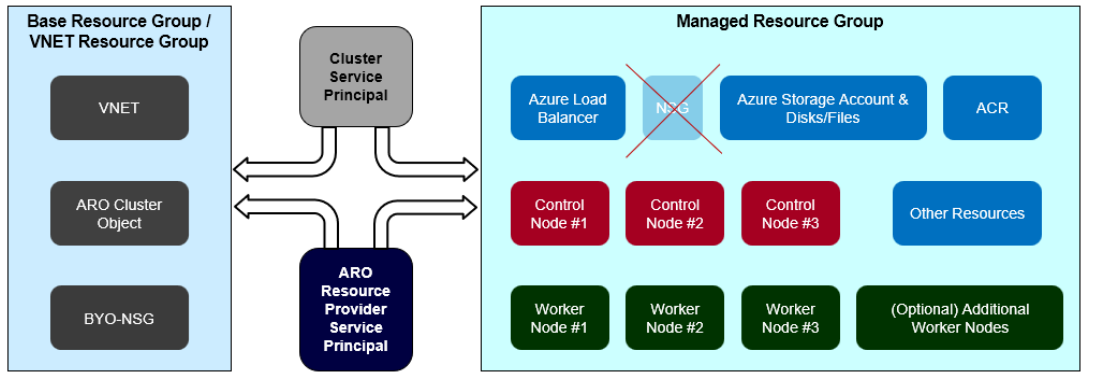 Base Resource Group /
VNET Resource Group
VNET
ARO Cluster
Object
BYO-NSG
Cluster
Service
Principal
ARO
Resource
Provider
Service
Principal
Managed Resource Group
Azure Load
Balancer
NSG
Azure Storage Account &
Disks/Files
ACR
Control
Node #1
Control
Node #2
Control
Node #3
Other Resources
Worker
Node #1
Worker
Node #2
Worker
Node #3
(Optional) Additional
Worker Nodes